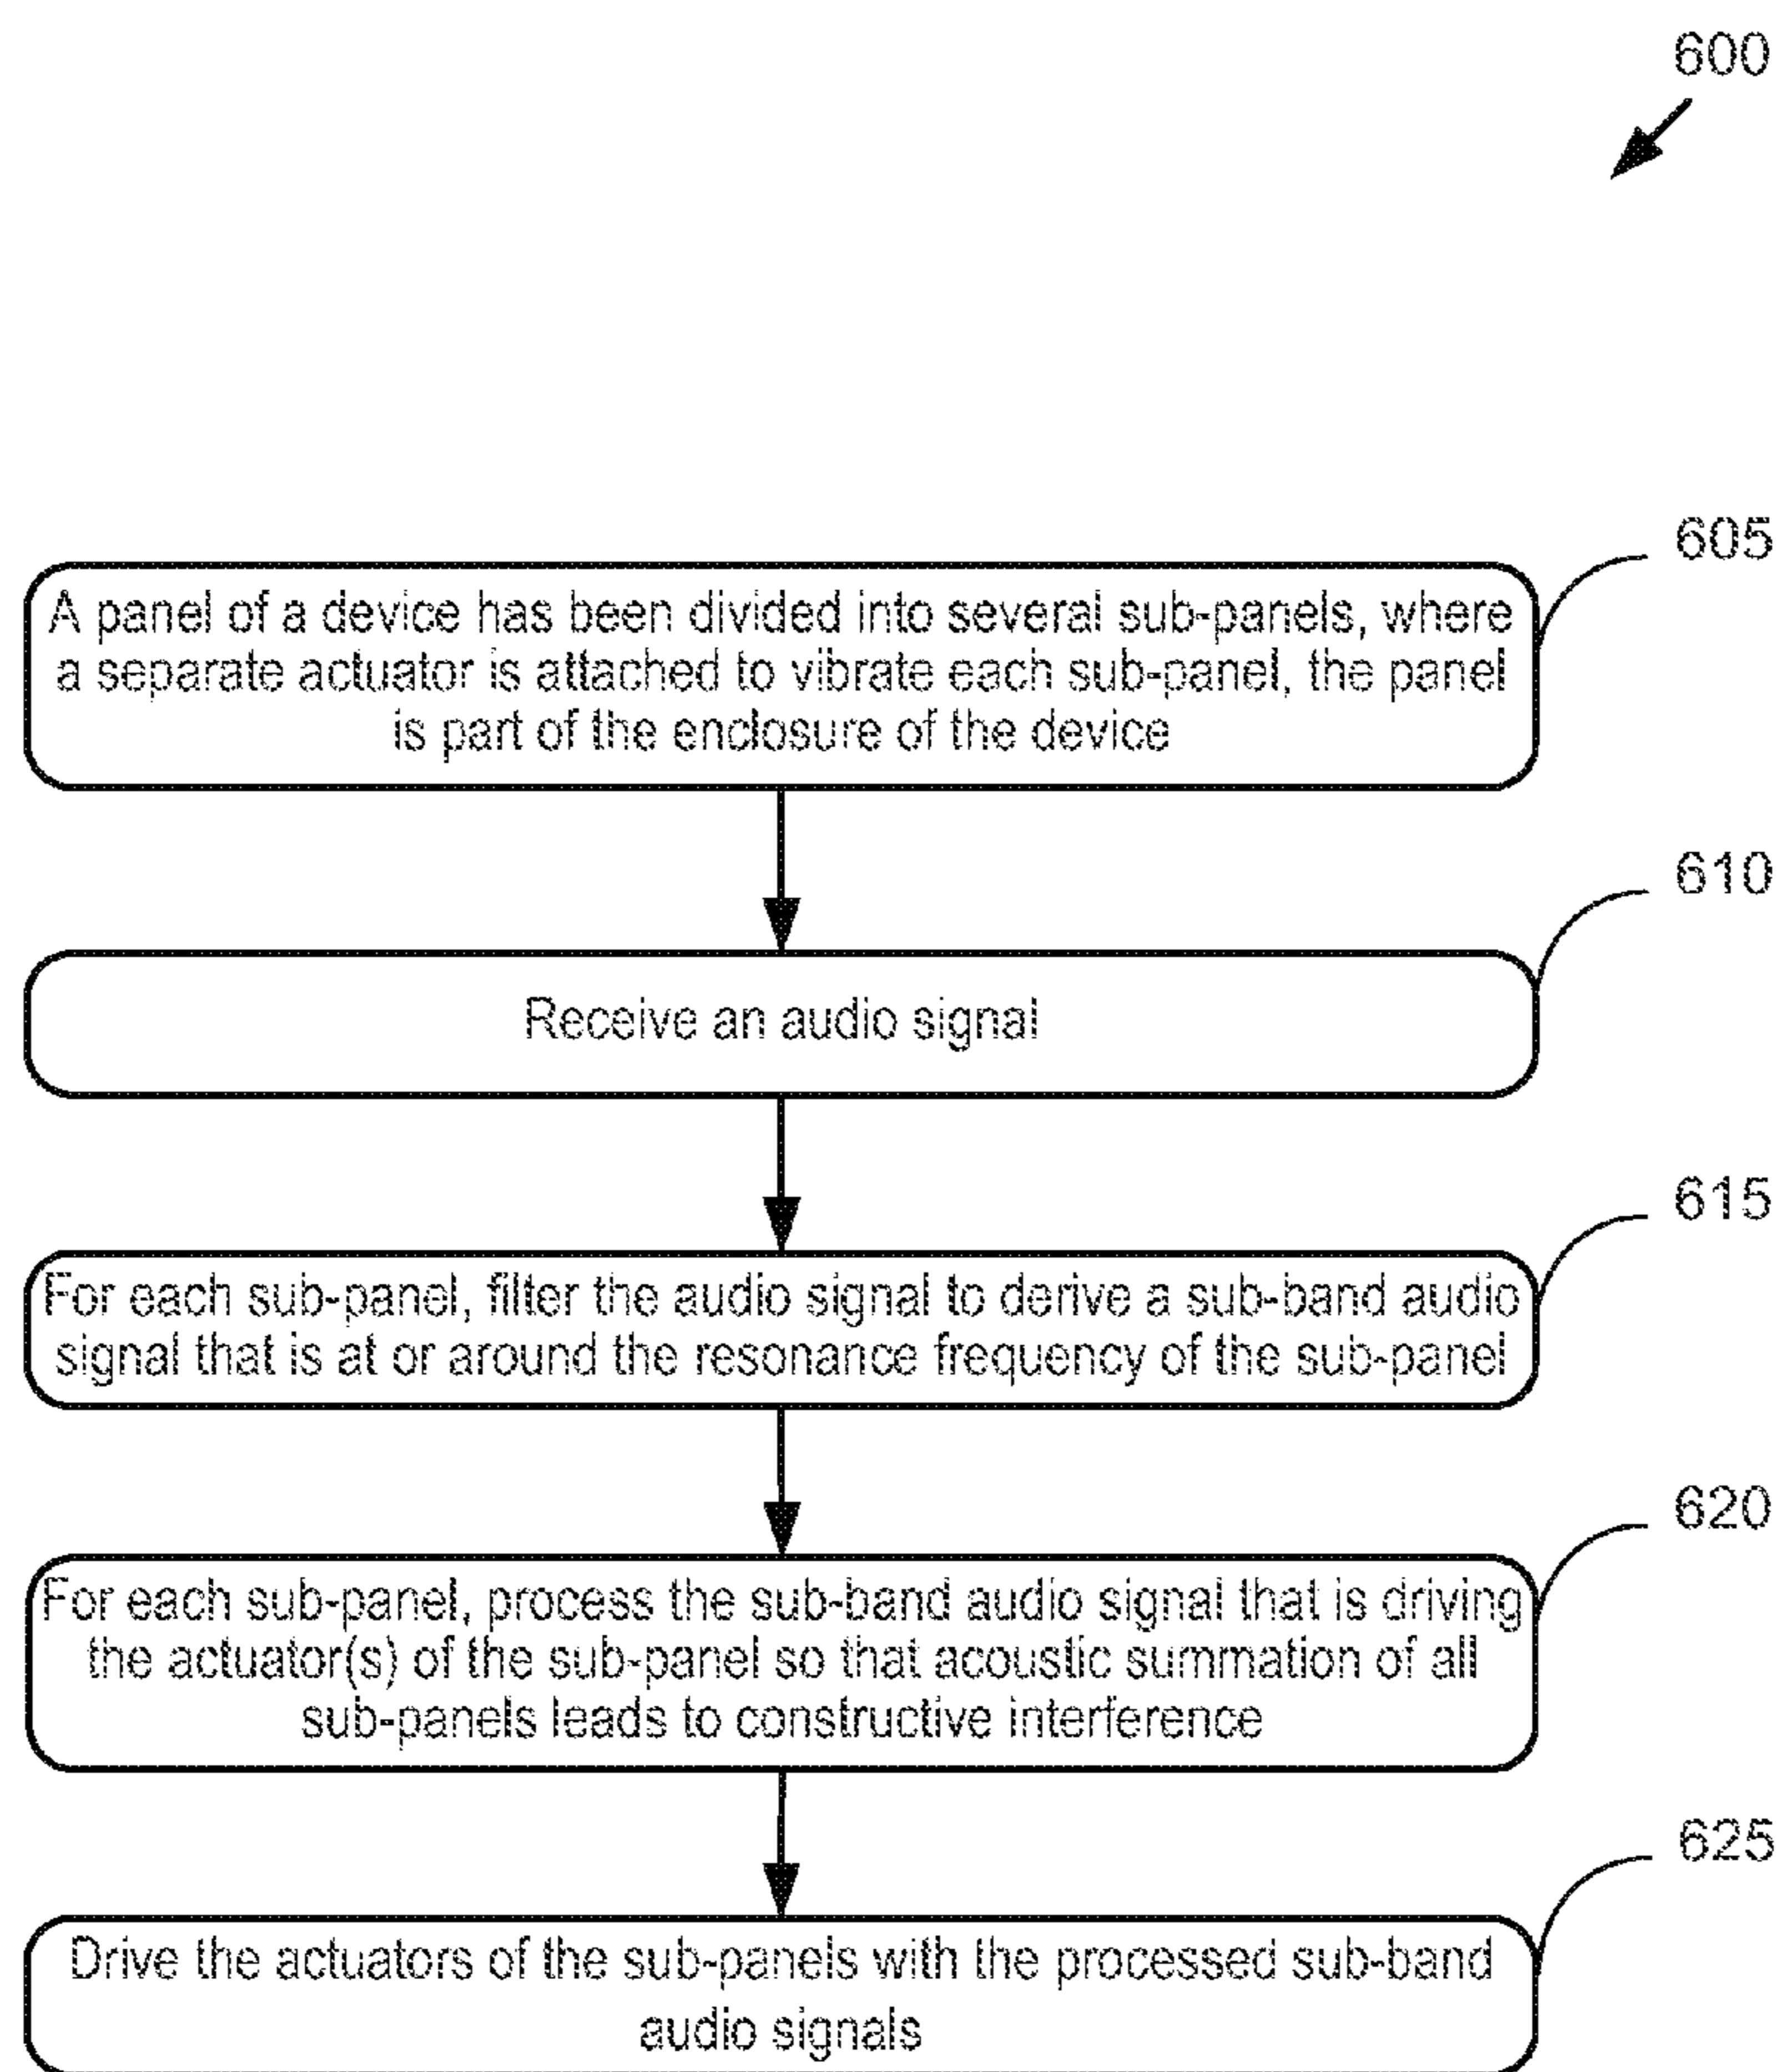 600
605
A panel of a device has been divided into several sub-panels, where
a separate actuator is attached to vibrate each sub-panel, the panel
is part of the enclosure of the device
610
Receive an audio signal
615
For each sub-panel, filter the audio signal to derive a sub-band audio
signal that is at or around the resonance frequency of the sub-panel
620
For each sub-panel, process the sub-band audio signal that is driving
the actuator(s) of the sub-panel so that acoustic summation of all
sub-panels leads to constructive interference
625
Drive the actuators of the sub-panels with the processed sub-band
audio signals